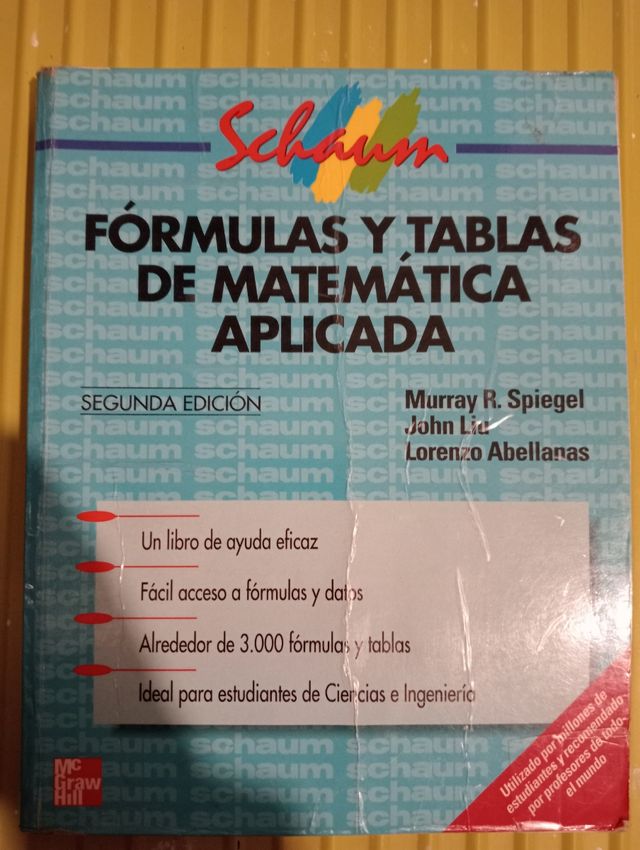 Schaum
FÓRMULAS Y TABLAS
DE MATEMÁTICA
APLICADA
SEGUNDA EDICIÓN
Murray R. Spiegel
John Liu
Lorenzo Abellanas
Un libro de ayuda eficaz
Fácil acceso a fórmulas y datos
Alrededor de 3.000 fórmulas y tablas
Ideal para estudiantes de Ciencias e Ingeniería
Utilizado por millones de
estudiantes y recomendado
por profesores de todo
el mundo
Mc
Graw
Hill